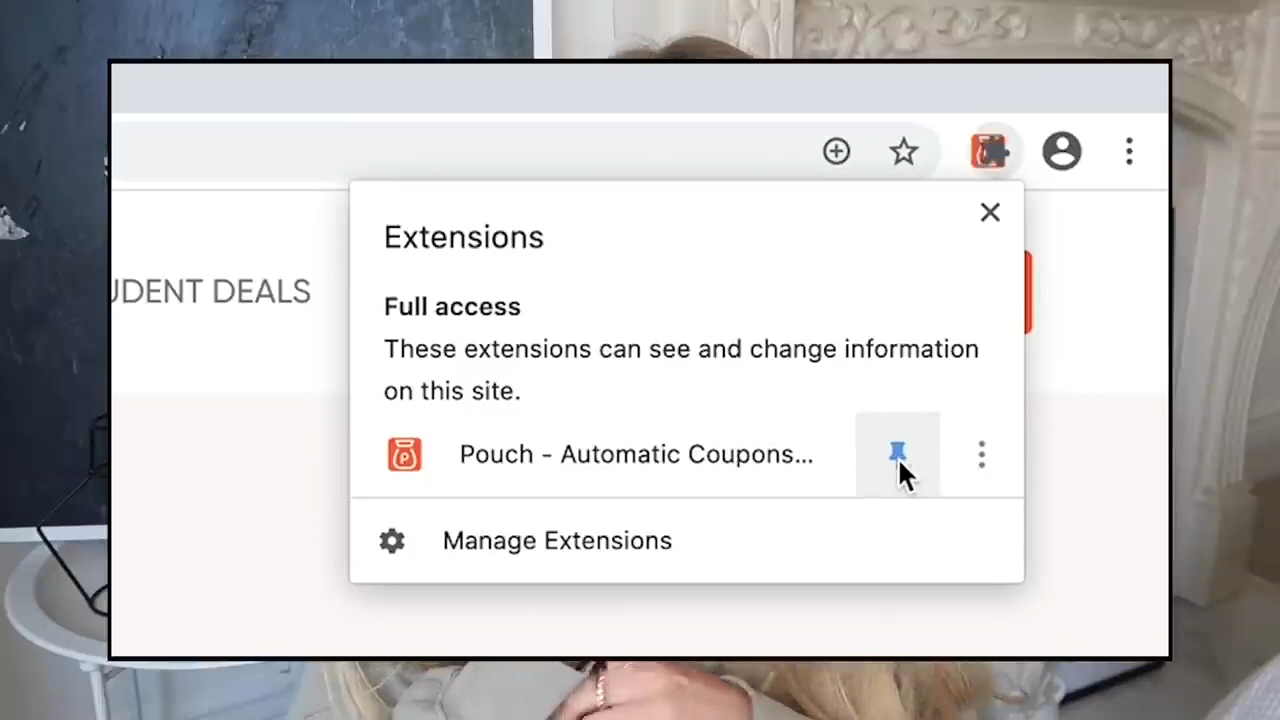 UDENT DEALS
Extensions
Full access
These extensions can see and change information
on this site.
Pouch - Automatic Coupons...
Manage Extensions